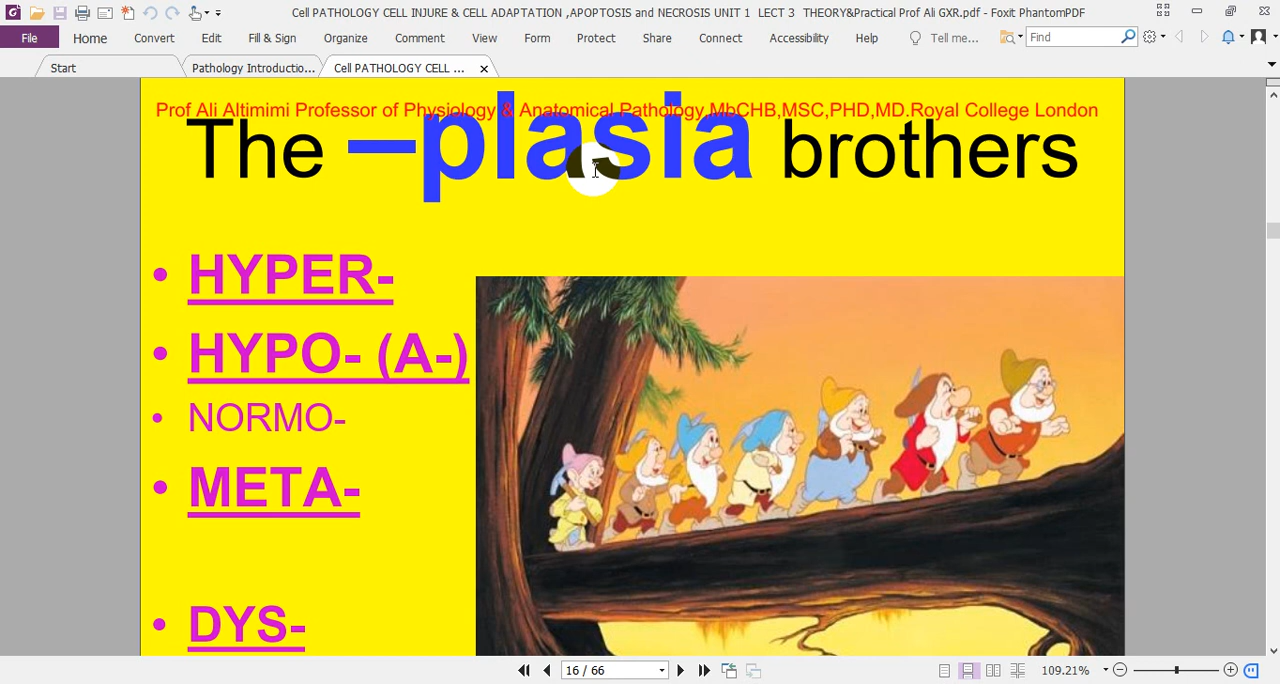 Cell PATHOLOGY CELL INJURE & CELL ADAPTATION ,APOPTOSIS and NECROSIS UNIT 1 LECT 3 THEORY&Practical Prof Ali GXR.pdf - Foxit PhantomPDF
File Home Convert Edit Fill & Sign Organize Comment View Form Protect Share Connect Accessibility Help Tell me... Find
Start Pathology Introductio... Cell PATHOLOGY CELL ...
Prof Ali Altimimi Professor of Physiology & Anatomical Pathology,MbCHB,MSC,PHD,MD.Royal College London
The –plasia brothers
• HYPER-
• HYPO- (A-)
• NORMO-
• META-
• DYS-
16 / 66 109.21%